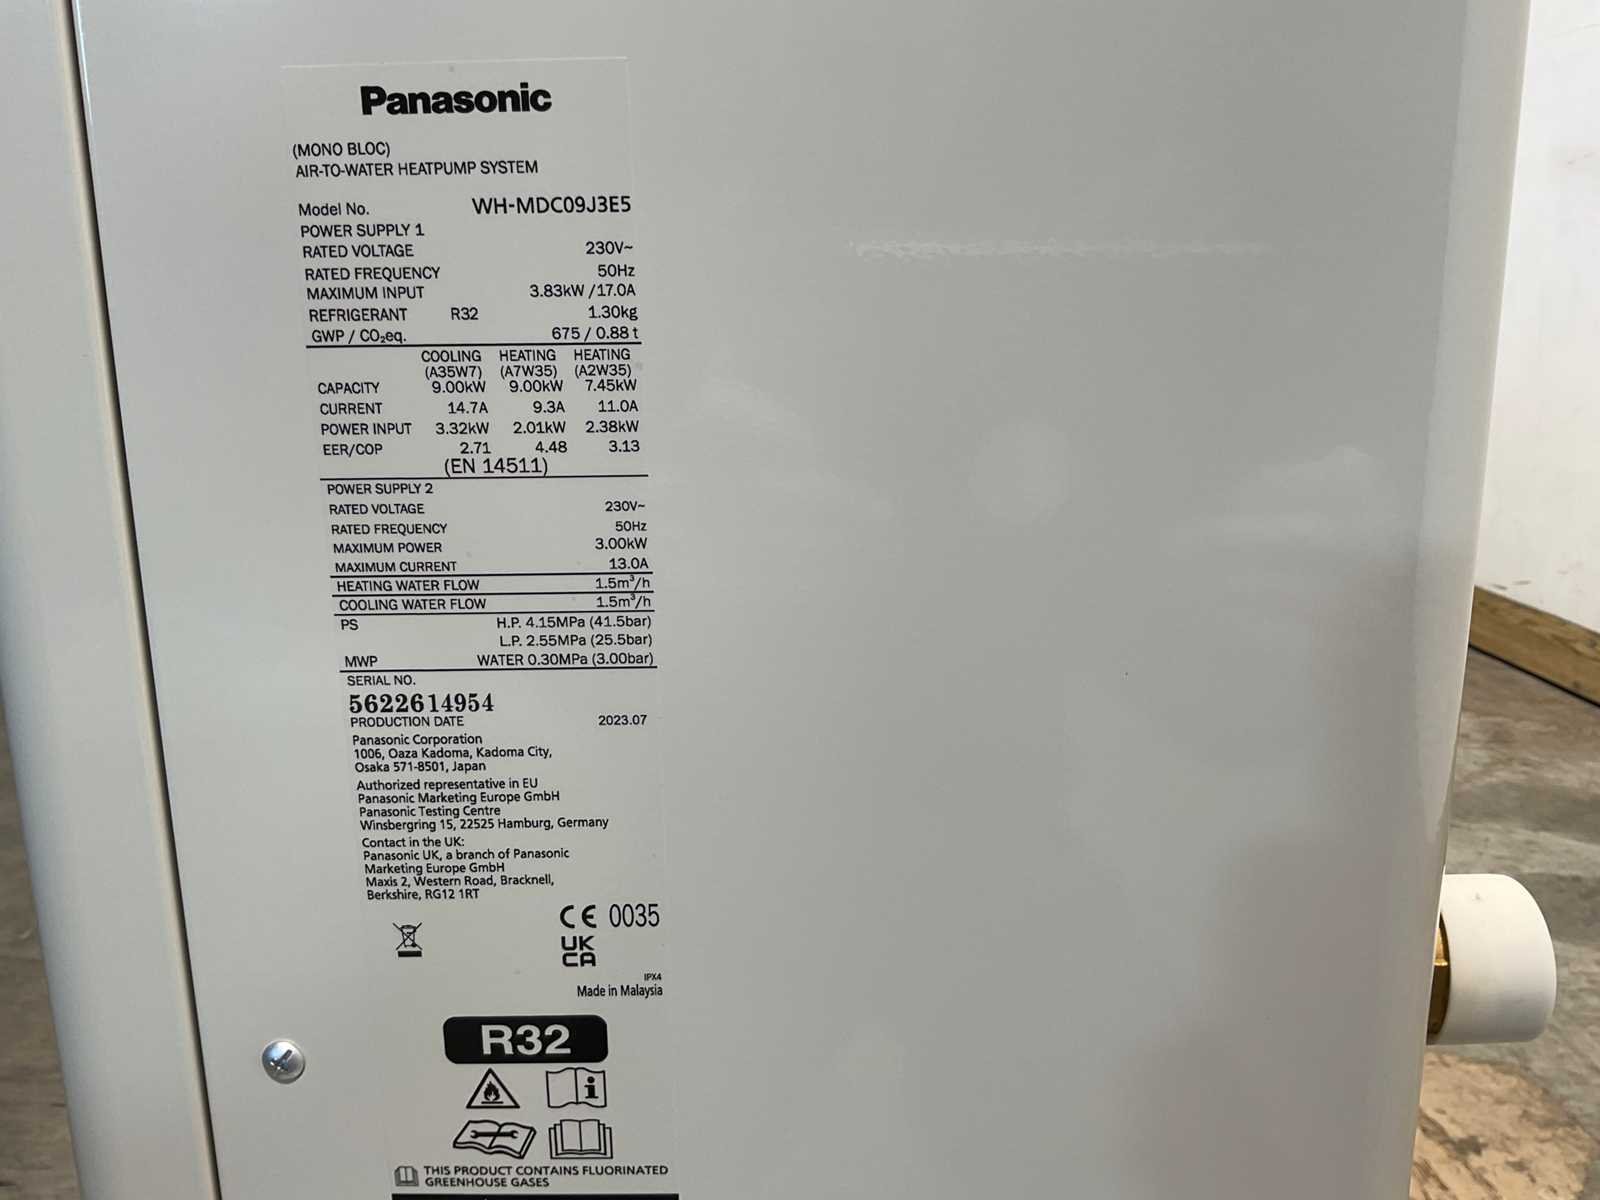 Panasonic
(MONO BLOC)
AIR-TO-WATER HEATPUMP SYSTEM
Model No. WH-MDC09J3E5
POWER SUPPLY 1
RATED VOLTAGE 230V~
RATED FREQUENCY 50Hz
MAXIMUM INPUT 3.83kW /17.0A
REFRIGERANT R32 1.30kg
GWP / CO₂eq. 675 / 0.88 t
COOLING HEATING HEATING
(A35W7) (A7W35) (A2W35)
CAPACITY 9.00kW 9.00kW 7.45kW
CURRENT 14.7A 9.3A 11.0A
POWER INPUT 3.32kW 2.01kW 2.38kW
EER/COP 2.71 4.48 3.13
(EN 14511)
POWER SUPPLY 2
RATED VOLTAGE 230V~
RATED FREQUENCY 50Hz
MAXIMUM POWER 3.00kW
MAXIMUM CURRENT 13.0A
HEATING WATER FLOW 1.5m³/h
COOLING WATER FLOW 1.5m³/h
PS H.P. 4.15MPa (41.5bar)
L.P. 2.55MPa (25.5bar)
MWP WATER 0.30MPa (3.00bar)
SERIAL NO.
5622614954
PRODUCTION DATE 2023.07
Panasonic Corporation
1006, Oaza Kadoma, Kadoma City,
Osaka 571-8501, Japan
Authorized representative in EU
Panasonic Marketing Europe GmbH
Panasonic Testing Centre
Winsbergring 15, 22525 Hamburg, Germany
Contact in the UK:
Panasonic UK, a branch of Panasonic
Marketing Europe GmbH
Maxis 2, Western Road, Bracknell,
Berkshire, RG12 1RT
CE 0035
UK
CA
IPX4
Made in Malaysia
R32
THIS PRODUCT CONTAINS FLUORINATED
GREENHOUSE GASES